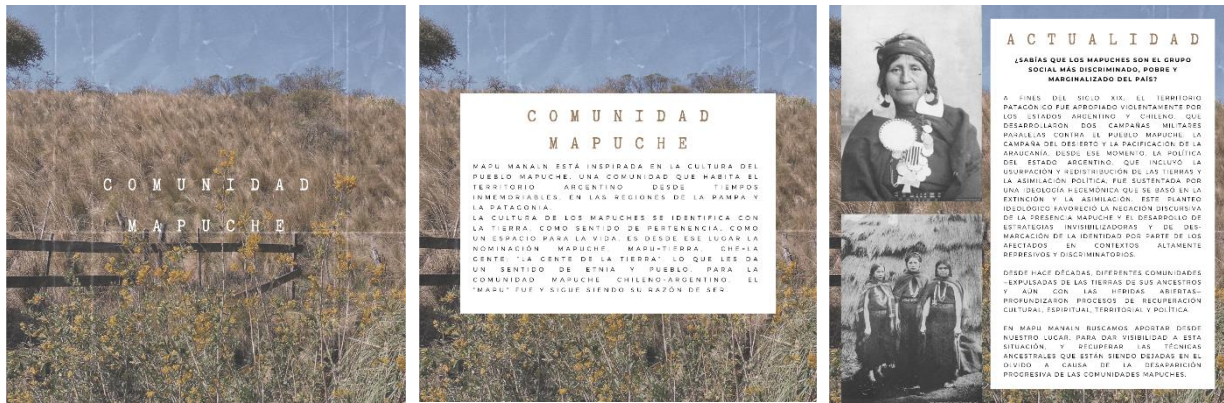 COMUNIDAD
MAPUCHE
COMUNIDAD
MAPUCHE
MAPU MANALN ESTÁ INSPIRADA EN LA CULTURA DEL
PUEBLO MAPUCHE, UNA COMUNIDAD QUE HABITA EL
TERRITORIO ARGENTINO DESDE TIEMPOS
INMEMORIABLES, EN LAS REGIONES DE LA PAMPA Y
LA PATAGONIA.
LA CULTURA DE LOS MAPUCHES SE IDENTIFICA CON
LA TIERRA, COMO SENTIDO DE PERTENENCIA, COMO
UN ESPACIO PARA LA VIDA. ES DESDE ESE LUGAR LA
NOMINACIÓN MAPUCHE, MAPU=TIERRA, CHE=LA
GENTE: "LA GENTE DE LA TIERRA". LO QUE LES DA
UN SENTIDO DE ETNIA Y PUEBLO. PARA LA
COMUNIDAD MAPUCHE CHILENO-ARGENTINO, EL
"MAPU" FUE Y SIGUE SIENDO SU RAZÓN DE SER.
ACTUALIDAD
¿SABÍAS QUE LOS MAPUCHES SON EL GRUPO
SOCIAL MÁS DISCRIMINADO, POBRE Y
MARGINALIZADO DEL PAÍS?
A FINES DEL SIGLO XIX, EL TERRITORIO
PATAGÓNICO FUE APROPIADO VIOLENTAMENTE POR
LOS ESTADOS ARGENTINO Y CHILENO, QUE
DESARROLLARON DOS CAMPAÑAS MILITARES
PARALELAS CONTRA EL PUEBLO MAPUCHE: LA
CAMPAÑA DEL DESIERTO Y LA PACIFICACIÓN DE LA
ARAUCANÍA. DESDE ESE MOMENTO, LA POLÍTICA
DEL ESTADO ARGENTINO, QUE INCLUYÓ LA
USURPACIÓN Y REDISTRIBUCIÓN DE LAS TIERRAS Y
LA ASIMILACIÓN POLÍTICA, FUE SUSTENTADA POR
UNA IDEOLOGÍA HEGEMÓNICA QUE SE BASÓ EN LA
EXTINCIÓN Y LA ASIMILACIÓN. ESTE PLANTEO
IDEOLÓGICO FAVORECIÓ LA NEGACIÓN DISCURSIVA
DE LA PRESENCIA MAPUCHE Y EL DESARROLLO DE
ESTRATEGIAS INVISIBILIZADORAS Y DE DES-
MARCACIÓN DE LA IDENTIDAD POR PARTE DE LOS
AFECTADOS EN CONTEXTOS ALTAMENTE
REPRESIVOS Y DISCRIMINATORIOS.
DESDE HACE DÉCADAS, DIFERENTES COMUNIDADES
—EXPULSADAS DE LAS TIERRAS DE SUS ANCESTROS
Y AÚN CON LAS HERIDAS ABIERTAS—
PROFUNDIZARON PROCESOS DE RECUPERACIÓN
CULTURAL, ESPIRITUAL, TERRITORIAL Y POLÍTICA.
EN MAPU MANALN BUSCAMOS APORTAR DESDE
NUESTRO LUGAR, PARA DAR VISIBILIDAD A ESTA
SITUACIÓN, Y RECUPERAR LAS TÉCNICAS
ANCESTRALES QUE ESTÁN SIENDO DEJADAS EN EL
OLVIDO A CAUSA DE LA DESAPARICIÓN
PROGRESIVA DE LAS COMUNIDADES MAPUCHES.